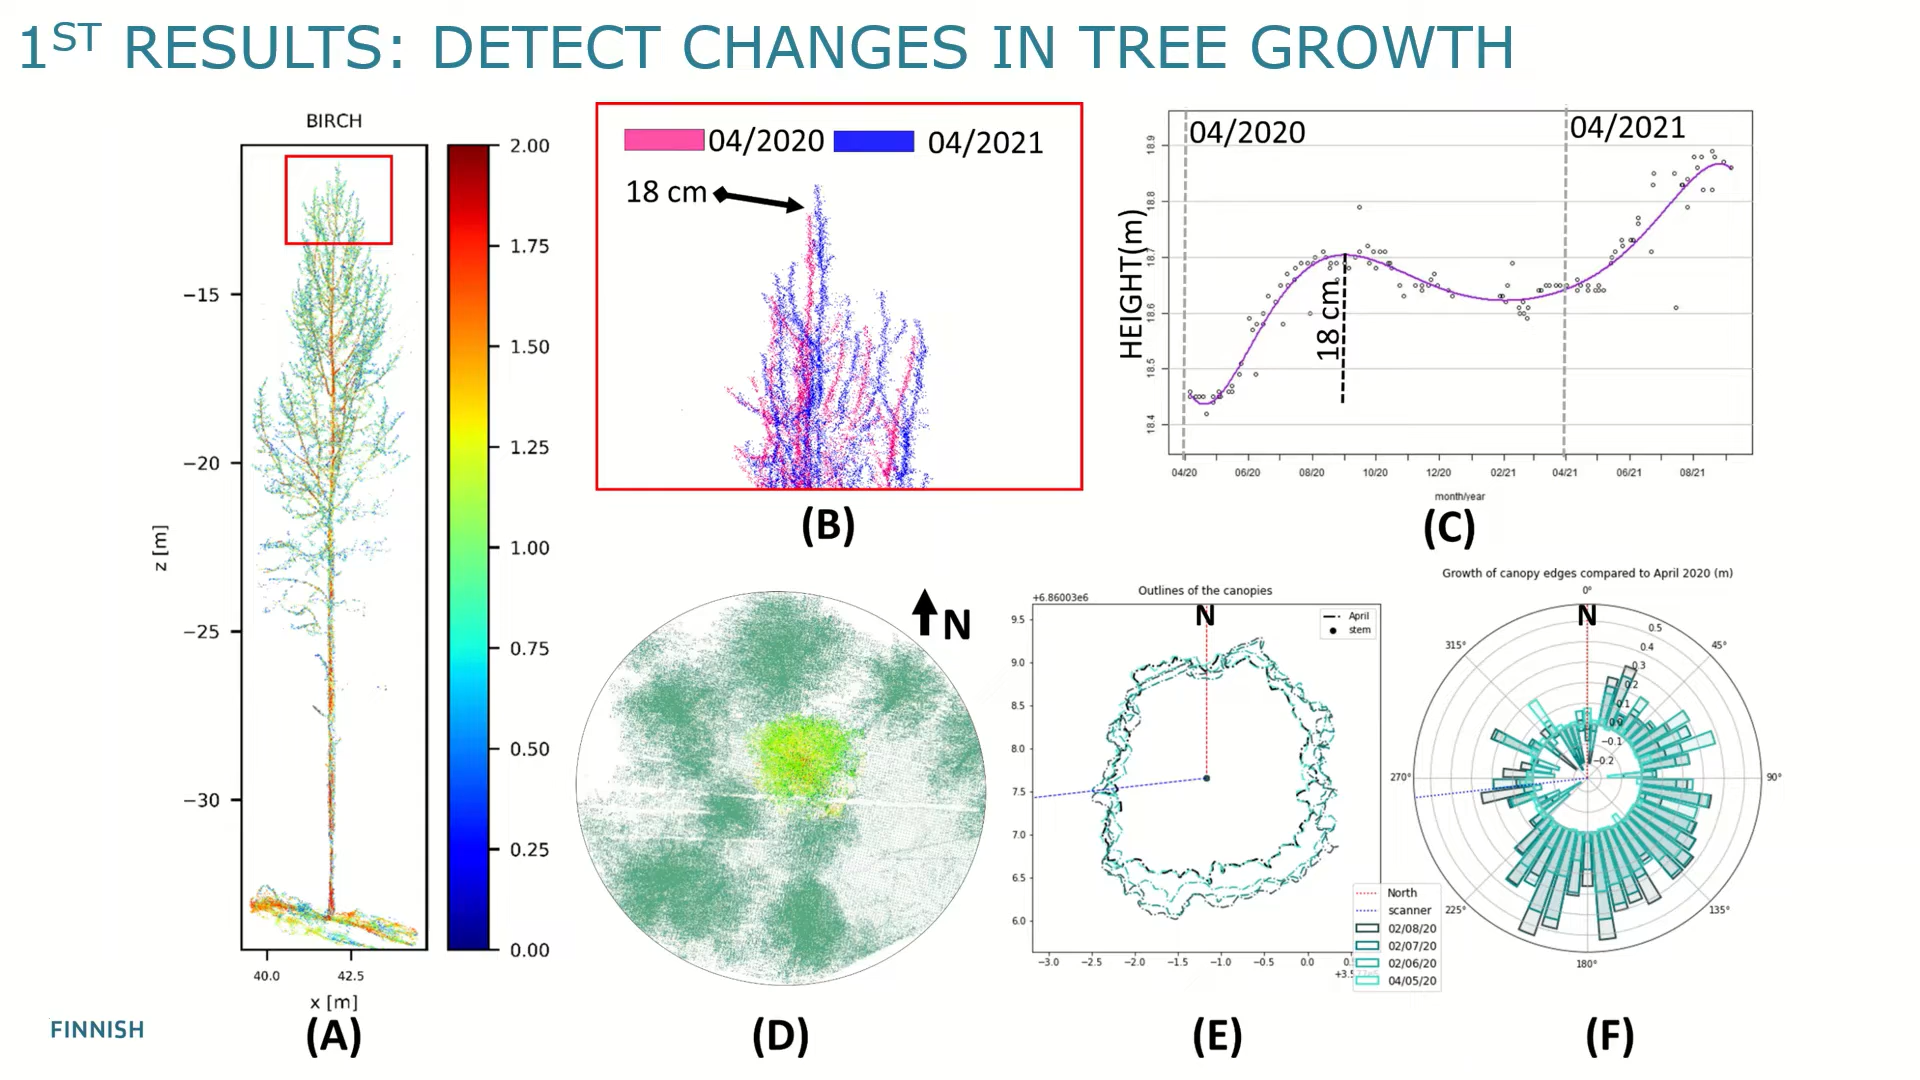 1ST RESULTS: DETECT CHANGES IN TREE GROWTH
BIRCH
2.00
1.75
1.50
1.25
1.00
0.75
0.50
0.25
0.00
−15
−20
−25
−30
z [m]
40.0 42.5
x [m]
(A)
04/2020 04/2021
18 cm
(B)
04/2020 04/2021
HEIGHT(m)
18.9
18.8
18.7
18.6
18.5
18.4
18 cm
04/20 06/20 08/20 10/20 12/20 02/21 04/21 06/21 08/21
month/year
(C)
N
(D)
Outlines of the canopies
+6.86003e6
N
April
stem
9.5
9.0
8.5
8.0
7.5
7.0
6.5
6.0
−3.0 −2.5 −2.0 −1.5 −1.0 −0.5 0.0
North
scanner
02/08/20
02/07/20
02/06/20
04/05/20
(E)
Growth of canopy edges compared to April 2020 (m)
0°
N
45°
90°
135°
180°
225°
270°
315°
0.5
0.4
0.3
0.2
0.1
0.0
−0.1
−0.2
(F)
FINNISH